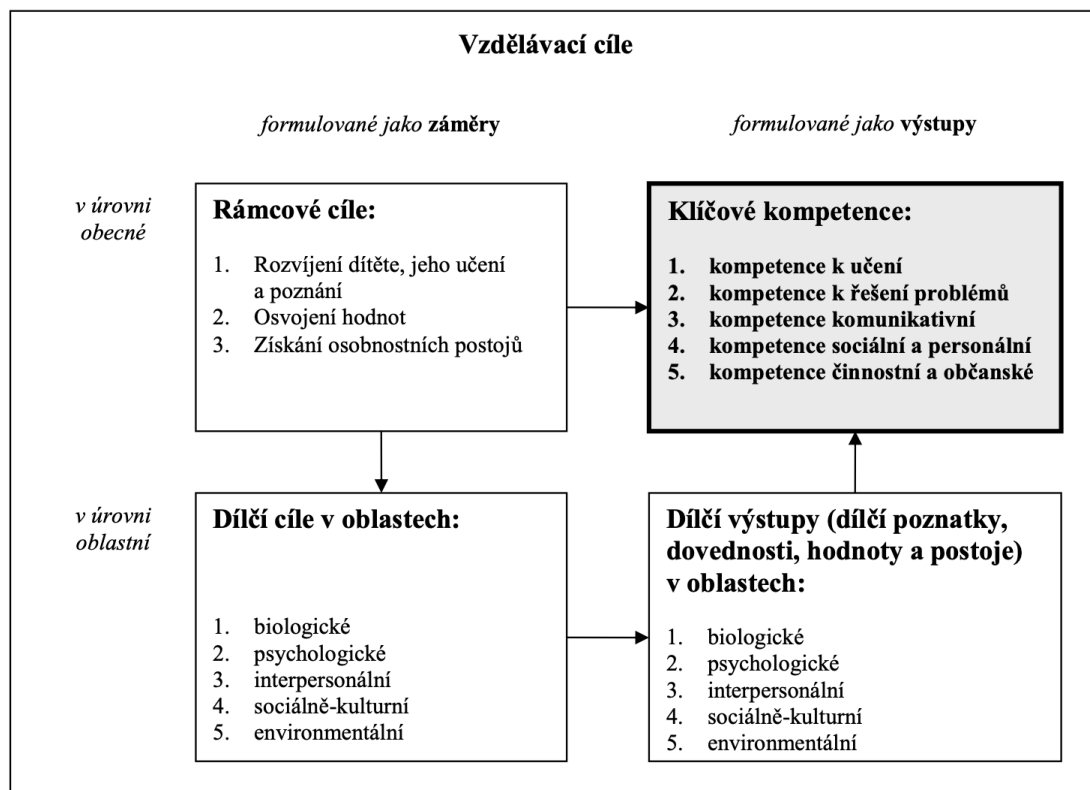 Vzdělávací cíle
formulované jako záměry
formulované jako výstupy
v úrovni
obecné
Rámcové cíle:
1. Rozvíjení dítěte, jeho učení
a poznání
2. Osvojení hodnot
3. Získání osobnostních postojů
Klíčové kompetence:
1. kompetence k učení
2. kompetence k řešení problémů
3. kompetence komunikativní
4. kompetence sociální a personální
5. kompetence činnostní a občanské
v úrovni
oblastní
Dílčí cíle v oblastech:
1. biologické
2. psychologické
3. interpersonální
4. sociálně-kulturní
5. environmentální
Dílčí výstupy (dílčí poznatky,
dovednosti, hodnoty a postoje)
v oblastech:
1. biologické
2. psychologické
3. interpersonální
4. sociálně-kulturní
5. environmentální